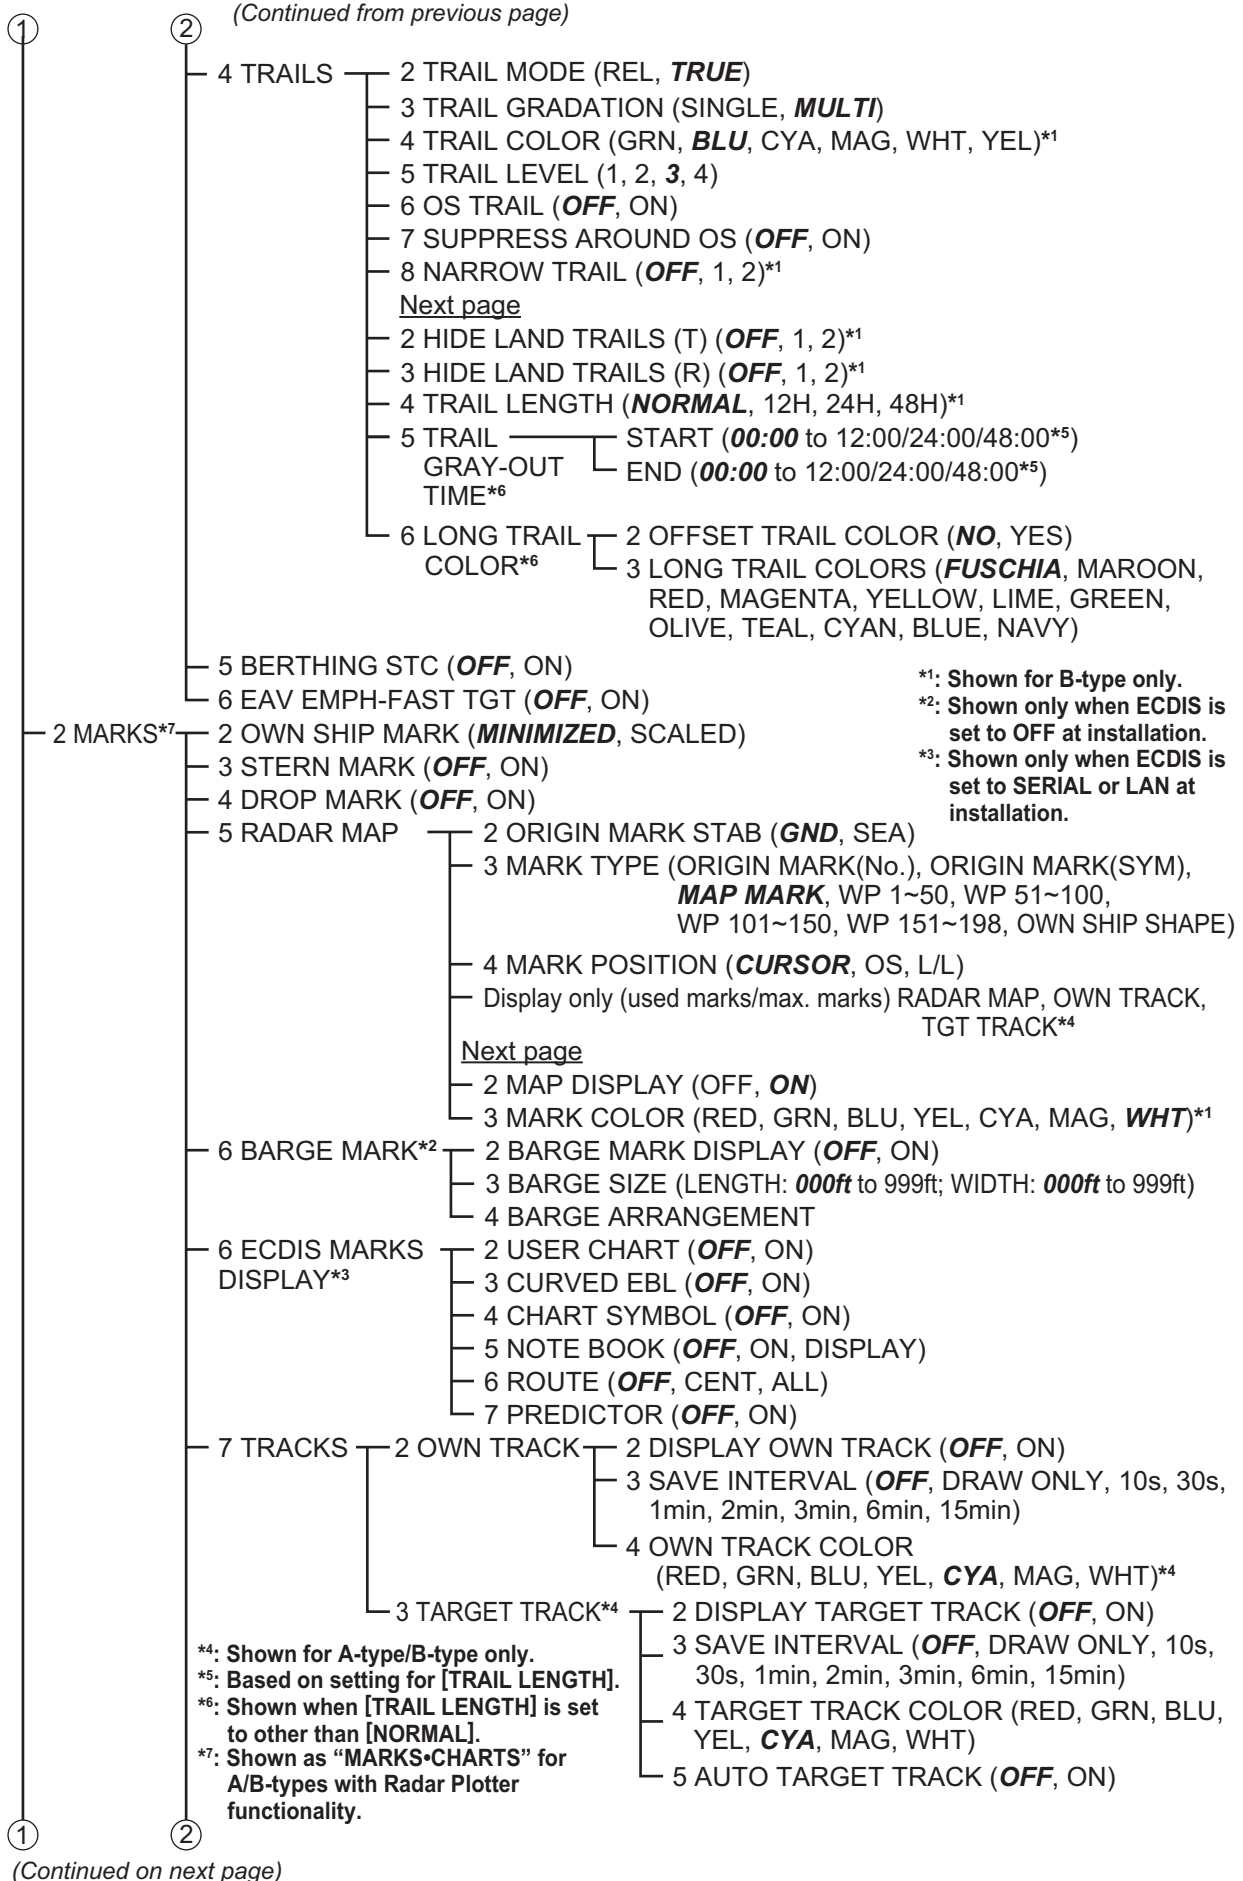 (Continued from previous page)
1
2
4 TRAILS
2 TRAIL MODE (REL, TRUE)
3 TRAIL GRADATION (SINGLE, MULTI)
4 TRAIL COLOR (GRN, BLU, CYA, MAG, WHT, YEL)*1
5 TRAIL LEVEL (1, 2, 3, 4)
6 OS TRAIL (OFF, ON)
7 SUPPRESS AROUND OS (OFF, ON)
8 NARROW TRAIL (OFF, 1, 2)*1
Next page
2 HIDE LAND TRAILS (T) (OFF, 1, 2)*1
3 HIDE LAND TRAILS (R) (OFF, 1, 2)*1
4 TRAIL LENGTH (NORMAL, 12H, 24H, 48H)*1
5 TRAIL
GRAY-OUT
TIME*6
START (00:00 to 12:00/24:00/48:00*5)
END (00:00 to 12:00/24:00/48:00*5)
6 LONG TRAIL
COLOR*6
2 OFFSET TRAIL COLOR (NO, YES)
3 LONG TRAIL COLORS (FUSCHIA, MAROON,
RED, MAGENTA, YELLOW, LIME, GREEN,
OLIVE, TEAL, CYAN, BLUE, NAVY)
5 BERTHING STC (OFF, ON)
6 EAV EMPH-FAST TGT (OFF, ON)
*1: Shown for B-type only.
*2: Shown only when ECDIS is
set to OFF at installation.
*3: Shown only when ECDIS is
set to SERIAL or LAN at
installation.
2 MARKS*7
2 OWN SHIP MARK (MINIMIZED, SCALED)
3 STERN MARK (OFF, ON)
4 DROP MARK (OFF, ON)
5 RADAR MAP
2 ORIGIN MARK STAB (GND, SEA)
3 MARK TYPE (ORIGIN MARK(No.), ORIGIN MARK(SYM),
MAP MARK, WP 1~50, WP 51~100,
WP 101~150, WP 151~198, OWN SHIP SHAPE)
4 MARK POSITION (CURSOR, OS, L/L)
Display only (used marks/max. marks) RADAR MAP, OWN TRACK,
TGT TRACK*4
Next page
2 MAP DISPLAY (OFF, ON)
3 MARK COLOR (RED, GRN, BLU, YEL, CYA, MAG, WHT)*1
6 BARGE MARK*2
2 BARGE MARK DISPLAY (OFF, ON)
3 BARGE SIZE (LENGTH: 000ft to 999ft; WIDTH: 000ft to 999ft)
4 BARGE ARRANGEMENT
6 ECDIS MARKS
DISPLAY*3
2 USER CHART (OFF, ON)
3 CURVED EBL (OFF, ON)
4 CHART SYMBOL (OFF, ON)
5 NOTE BOOK (OFF, ON, DISPLAY)
6 ROUTE (OFF, CENT, ALL)
7 PREDICTOR (OFF, ON)
7 TRACKS
2 OWN TRACK
2 DISPLAY OWN TRACK (OFF, ON)
3 SAVE INTERVAL (OFF, DRAW ONLY, 10s, 30s,
1min, 2min, 3min, 6min, 15min)
4 OWN TRACK COLOR
(RED, GRN, BLU, YEL, CYA, MAG, WHT)*4
3 TARGET TRACK*4
2 DISPLAY TARGET TRACK (OFF, ON)
3 SAVE INTERVAL (OFF, DRAW ONLY, 10s,
30s, 1min, 2min, 3min, 6min, 15min)
4 TARGET TRACK COLOR (RED, GRN, BLU,
YEL, CYA, MAG, WHT)
5 AUTO TARGET TRACK (OFF, ON)
*4: Shown for A-type/B-type only.
*5: Based on setting for [TRAIL LENGTH].
*6: Shown when [TRAIL LENGTH] is set
to other than [NORMAL].
*7: Shown as “MARKS•CHARTS” for
A/B-types with Radar Plotter
functionality.
1
2
(Continued on next page)